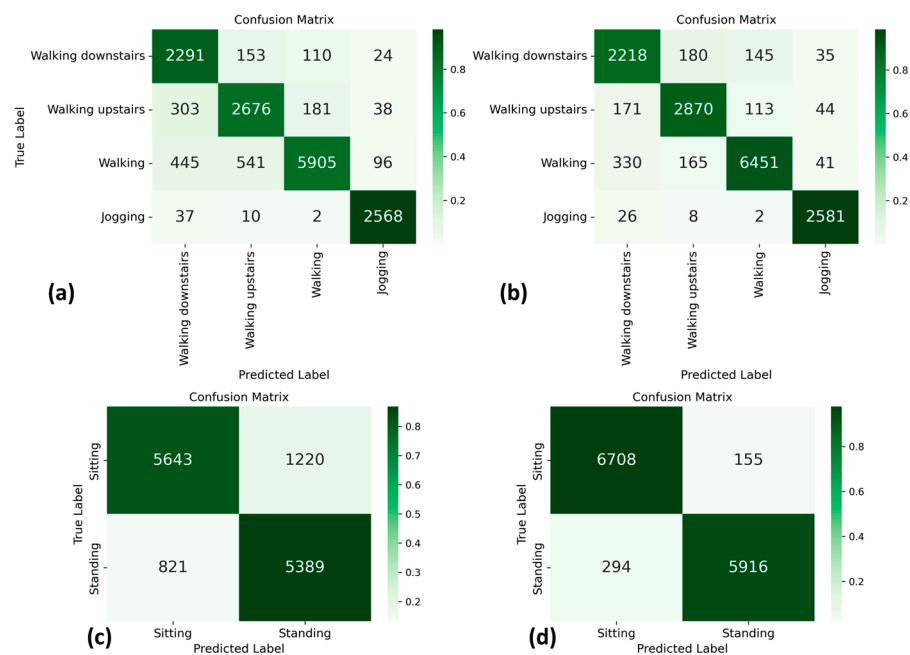 Confusion Matrix
Walking downstairs 2291 153 110 24
Walking upstairs 303 2676 181 38
Walking 445 541 5905 96
Jogging 37 10 2 2568
True Label
0.8
0.6
0.4
0.2
Walking downstairs
Walking upstairs
Walking
Jogging
(a)
Confusion Matrix
Walking downstairs 2218 180 145 35
Walking upstairs 171 2870 113 44
Walking 330 165 6451 41
Jogging 26 8 2 2581
0.8
0.6
0.4
0.2
Walking downstairs
Walking upstairs
Walking
Jogging
(b)
Predicted Label
Predicted Label
Confusion Matrix
Sitting 5643 1220
Standing 821 5389
True Label
0.8
0.7
0.6
0.5
0.4
0.3
0.2
Sitting Standing
(c)
Predicted Label
Confusion Matrix
Sitting 6708 155
Standing 294 5916
True Label
0.8
0.6
0.4
0.2
Sitting Standing
(d)
Predicted Label